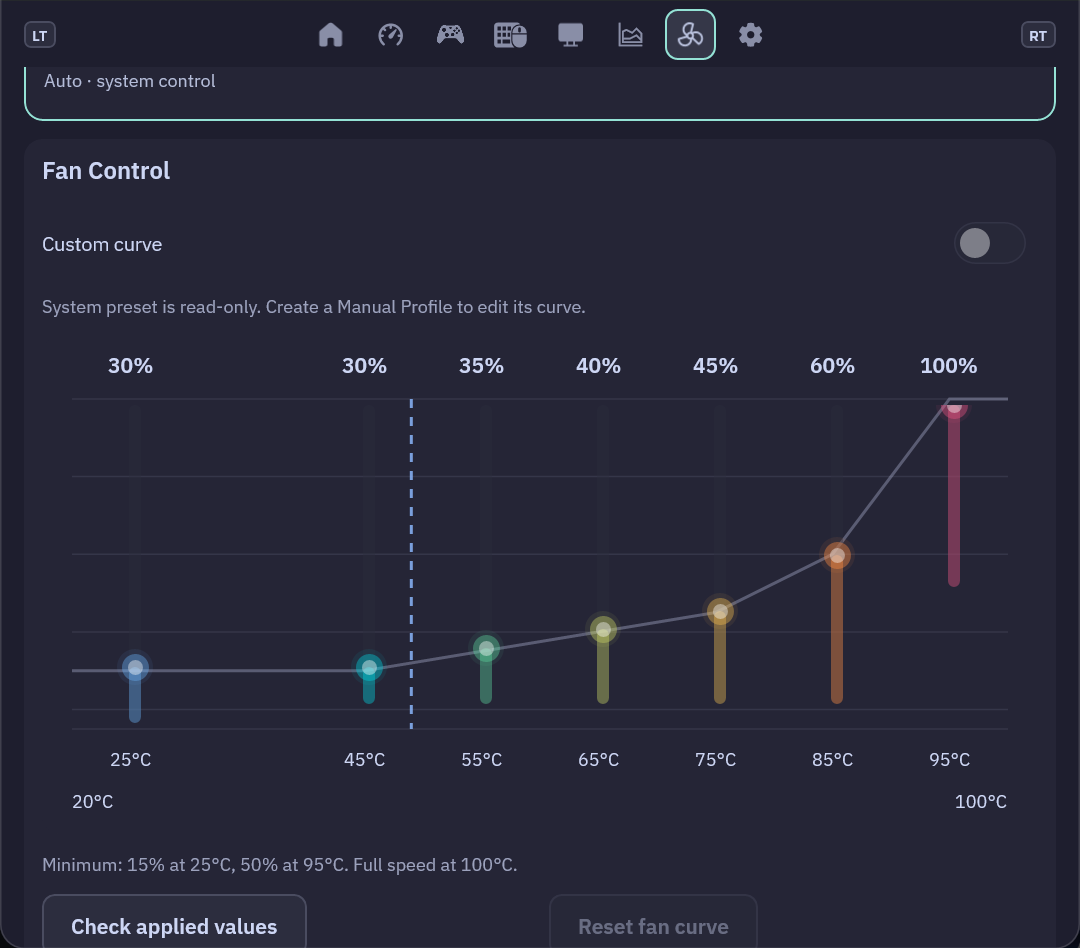 LT
RT
Auto · system control
Fan Control
Custom curve
System preset is read-only. Create a Manual Profile to edit its curve.
30% 30% 35% 40% 45% 60% 100%
25°C 45°C 55°C 65°C 75°C 85°C 95°C
20°C 100°C
Minimum: 15% at 25°C, 50% at 95°C. Full speed at 100°C.
Check applied values Reset fan curve